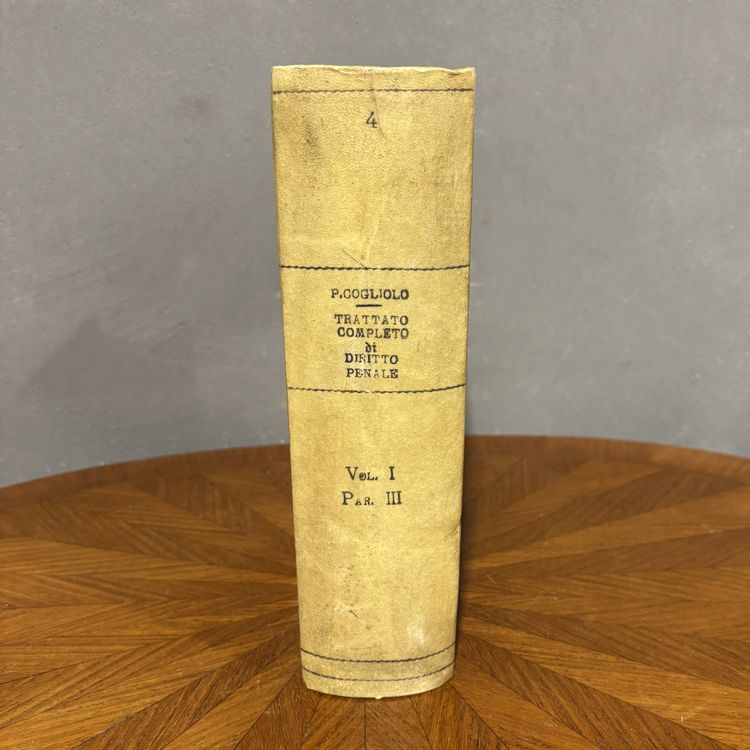 4
P.COGLIOLO
TRATTATO
COMPLETO
di
DIRITTO
PENALE
VOL. I
PAR. III